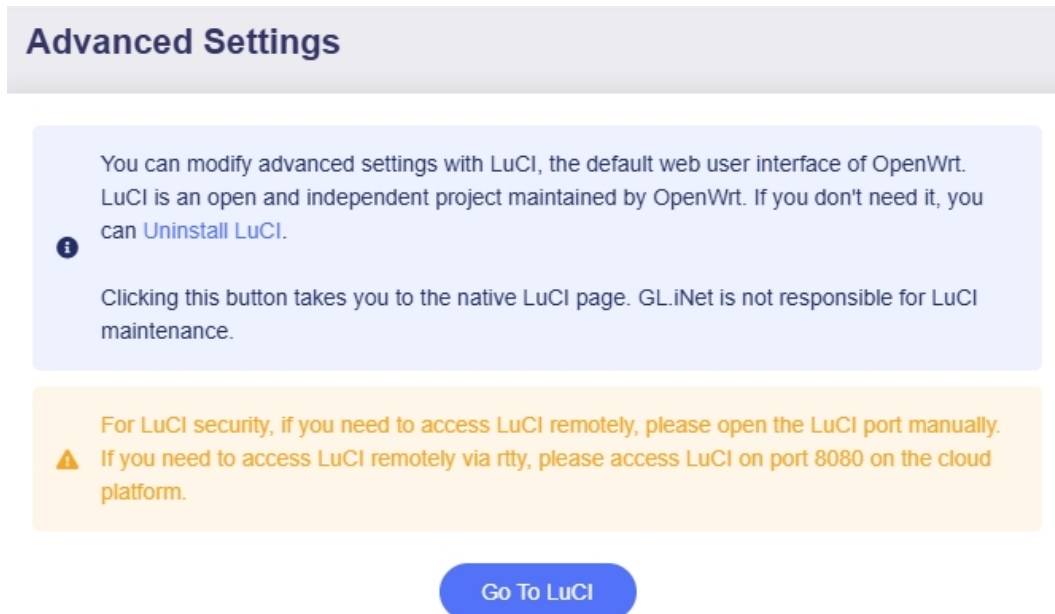 Advanced Settings
You can modify advanced settings with LuCI, the default web user interface of OpenWrt.
LuCI is an open and independent project maintained by OpenWrt. If you don't need it, you
can Uninstall LuCI.
Clicking this button takes you to the native LuCI page. GL.iNet is not responsible for LuCI
maintenance.
For LuCI security, if you need to access LuCI remotely, please open the LuCI port manually.
If you need to access LuCI remotely via rtty, please access LuCI on port 8080 on the cloud
platform.
Go To LuCI